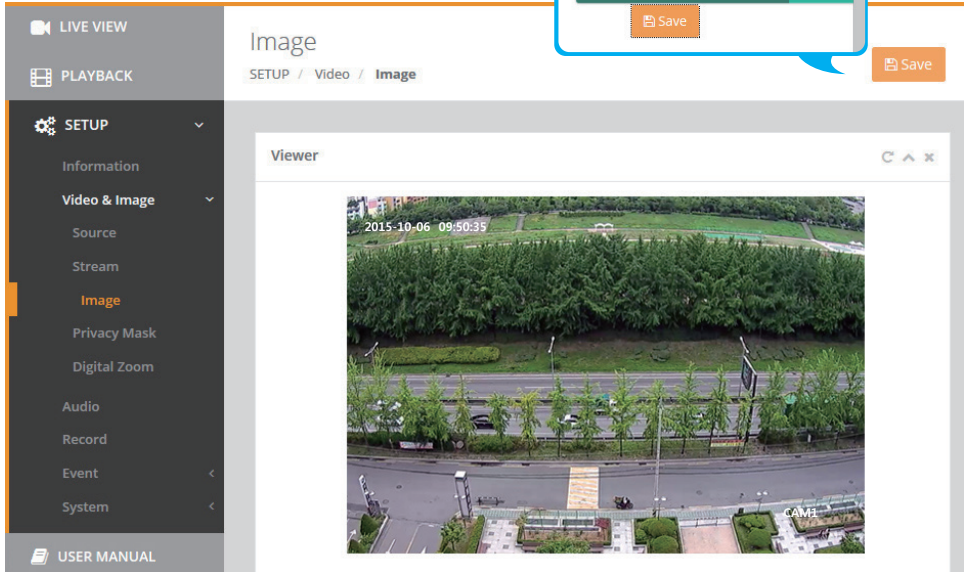 LIVE VIEW
PLAYBACK
SETUP
Information
Video & Image
Source
Stream
Image
Privacy Mask
Digital Zoom
Audio
Record
Event
System
USER MANUAL
Image
SETUP / Video / Image
Save
Save
Viewer
2015-10-06 09:50:35
CAM1